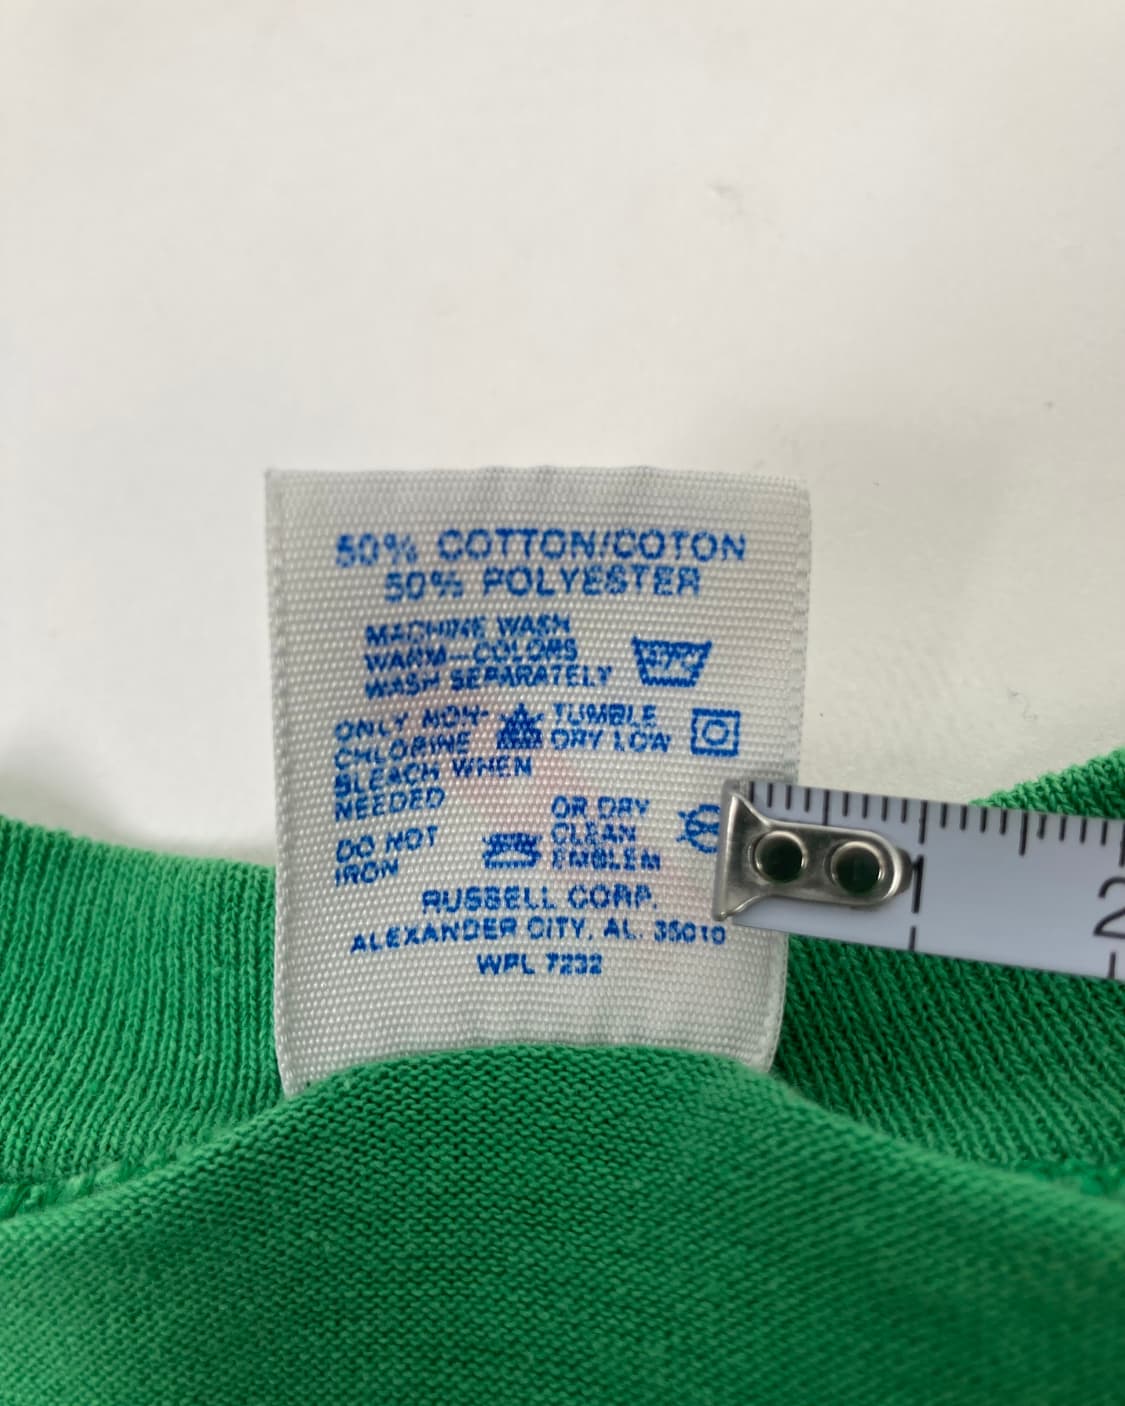 50% COTTON/COTON
50% POLYESTER
MACHINE WASH
WARM—COLORS
WASH SEPARATELY
ONLY NON-
CHLORINE
BLEACH WHEN
NEEDED
TUMBLE
DRY LOW
DO NOT
IRON
OR DRY
CLEAN
EMBLEM
RUSSELL CORP.
ALEXANDER CITY, AL. 35010
WPL 7232
1
2